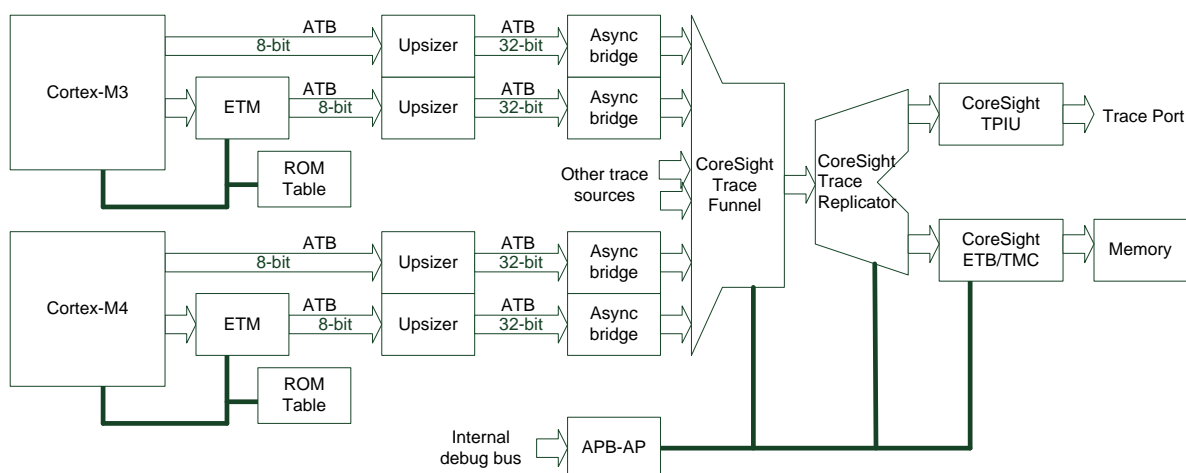 ATB
8-bit
Upsizer
ATB
32-bit
Async
bridge
Cortex-M3
ETM
ATB
8-bit
Upsizer
ATB
32-bit
Async
bridge
ROM
Table
Other trace
sources
CoreSight
Trace
Funnel
CoreSight
Trace
Replicator
CoreSight
TPIU
Trace Port
CoreSight
ETB/TMC
Memory
ATB
8-bit
Upsizer
ATB
32-bit
Async
bridge
Cortex-M4
ETM
ATB
8-bit
Upsizer
ATB
32-bit
Async
bridge
ROM
Table
Internal
debug bus
APB-AP